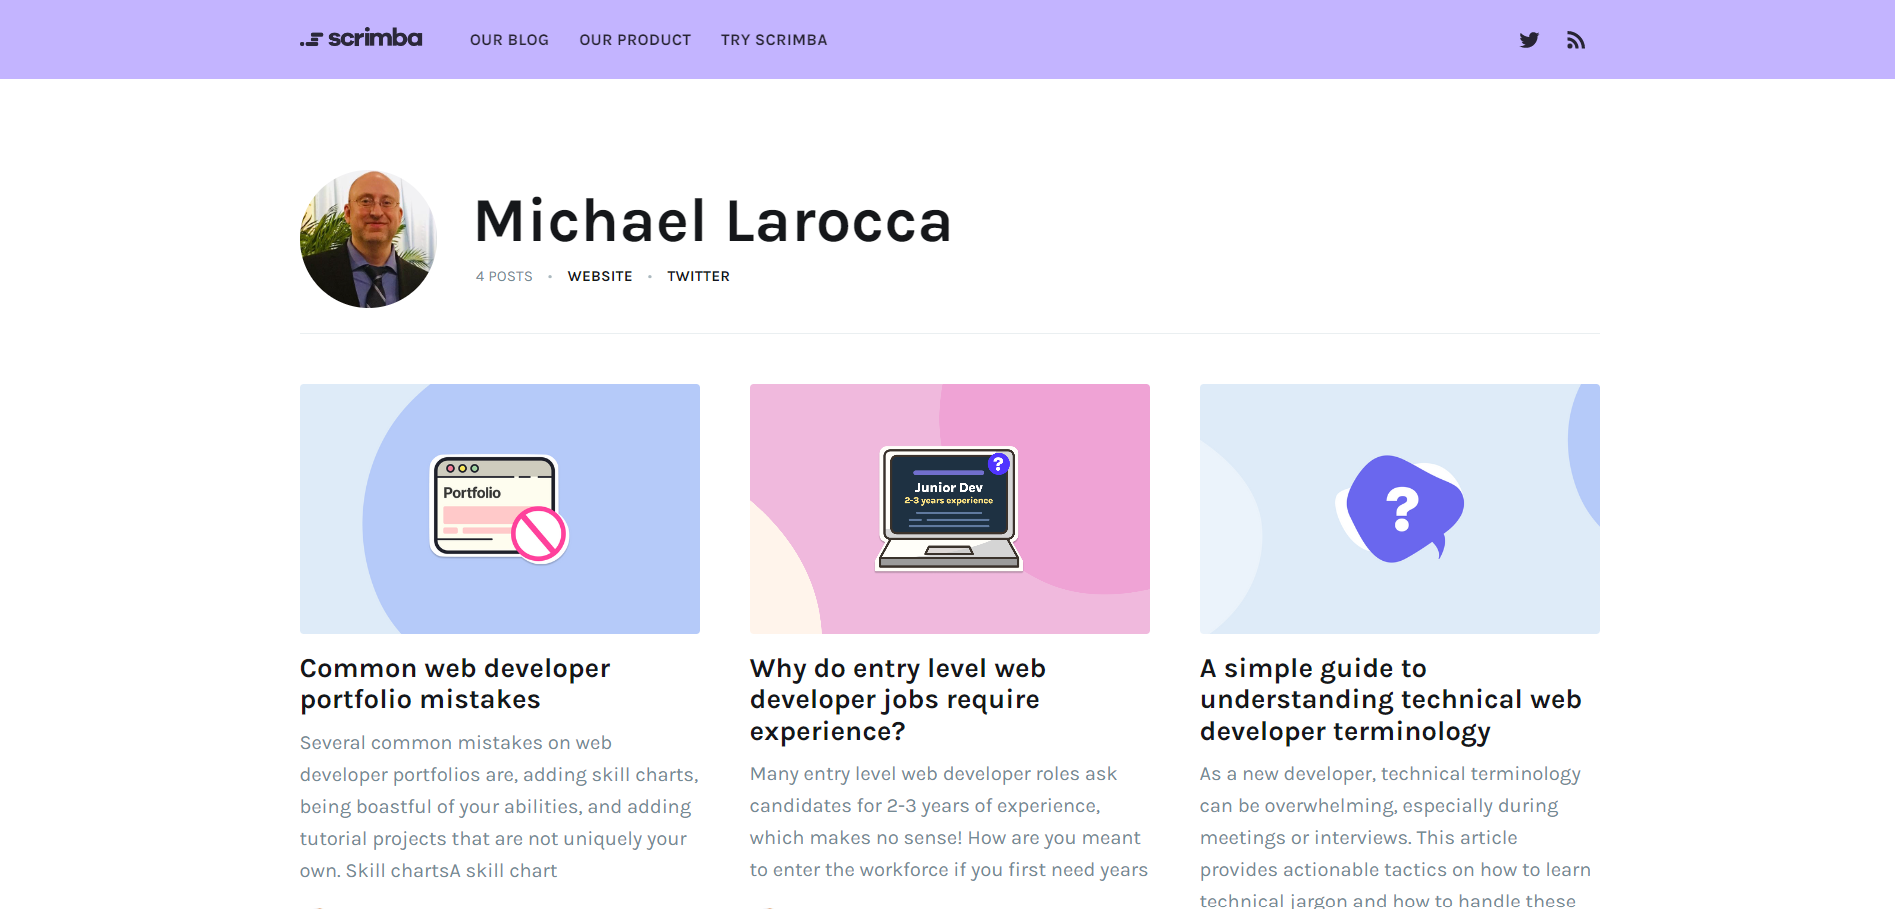 scrimba
OUR BLOG
OUR PRODUCT
TRY SCRIMBA
Michael Larocca
4 POSTS • WEBSITE • TWITTER
Portfolio
Common web developer
portfolio mistakes
Several common mistakes on web
developer portfolios are, adding skill charts,
being boastful of your abilities, and adding
tutorial projects that are not uniquely your
own. Skill chartsA skill chart
?
Junior Dev
2-3 years experience
Why do entry level web
developer jobs require
experience?
Many entry level web developer roles ask
candidates for 2-3 years of experience,
which makes no sense! How are you meant
to enter the workforce if you first need years
?
A simple guide to
understanding technical web
developer terminology
As a new developer, technical terminology
can be overwhelming, especially during
meetings or interviews. This article
provides actionable tactics on how to learn
technical jargon and how to handle these